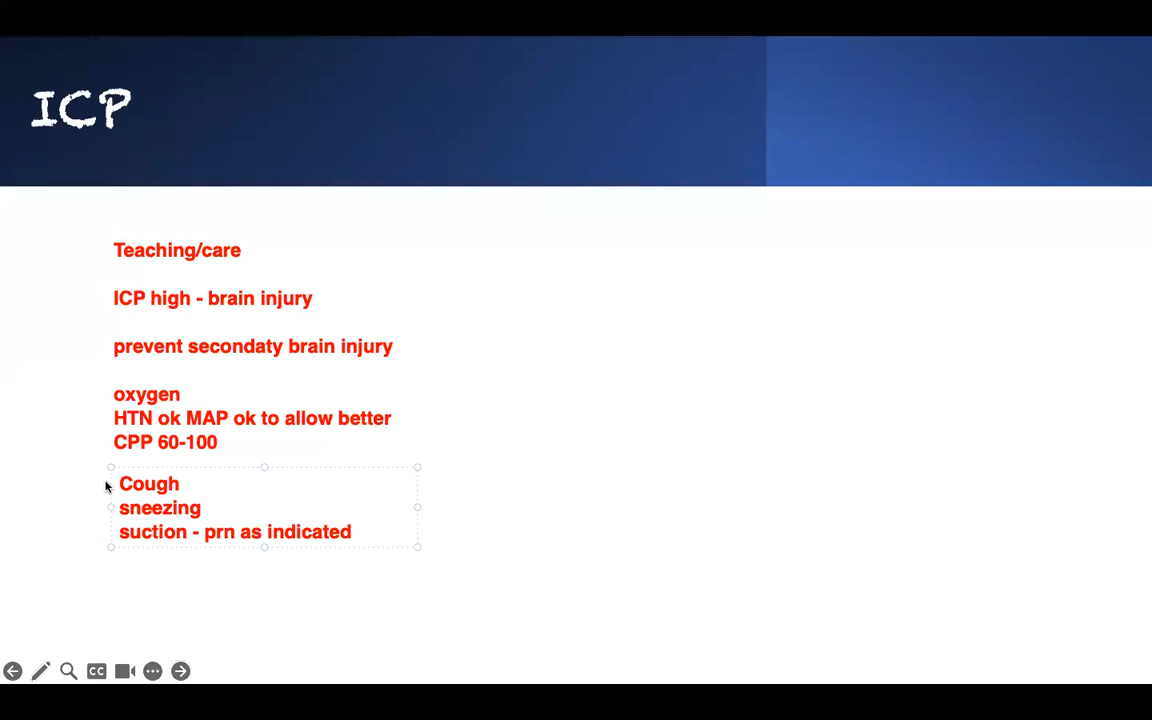 ICP
Teaching/care
ICP high - brain injury
prevent secondaty brain injury
oxygen
HTN ok MAP ok to allow better
CPP 60-100
Cough
sneezing
suction - prn as indicated
CC